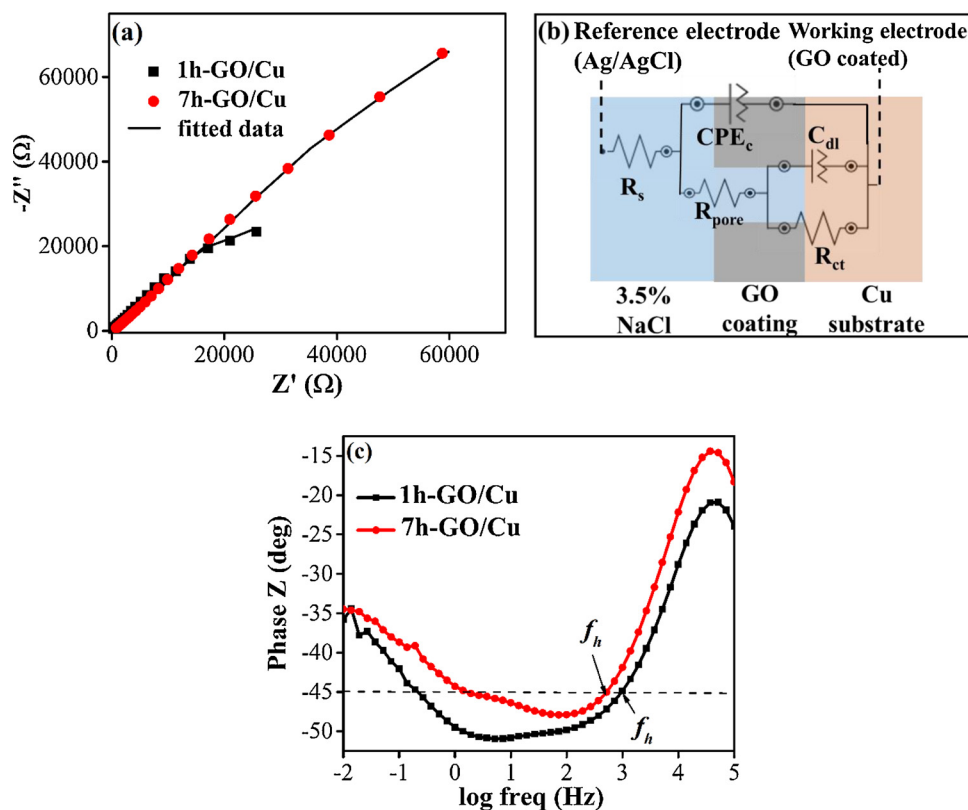 (a)
60000
40000
20000
0
-Z'' (Ω)
1h-GO/Cu
7h-GO/Cu
fitted data
0
20000
40000
60000
Z' (Ω)
(b) Reference electrode Working electrode
(Ag/AgCl) (GO coated)
CPEc
Cdl
Rs
Rpore
Rct
3.5% GO Cu
NaCl coating substrate
(c)
-15
-20
-25
-30
-35
-40
-45
-50
Phase Z (deg)
1h-GO/Cu
7h-GO/Cu
fh
fh
-2 -1 0 1 2 3 4 5
log freq (Hz)